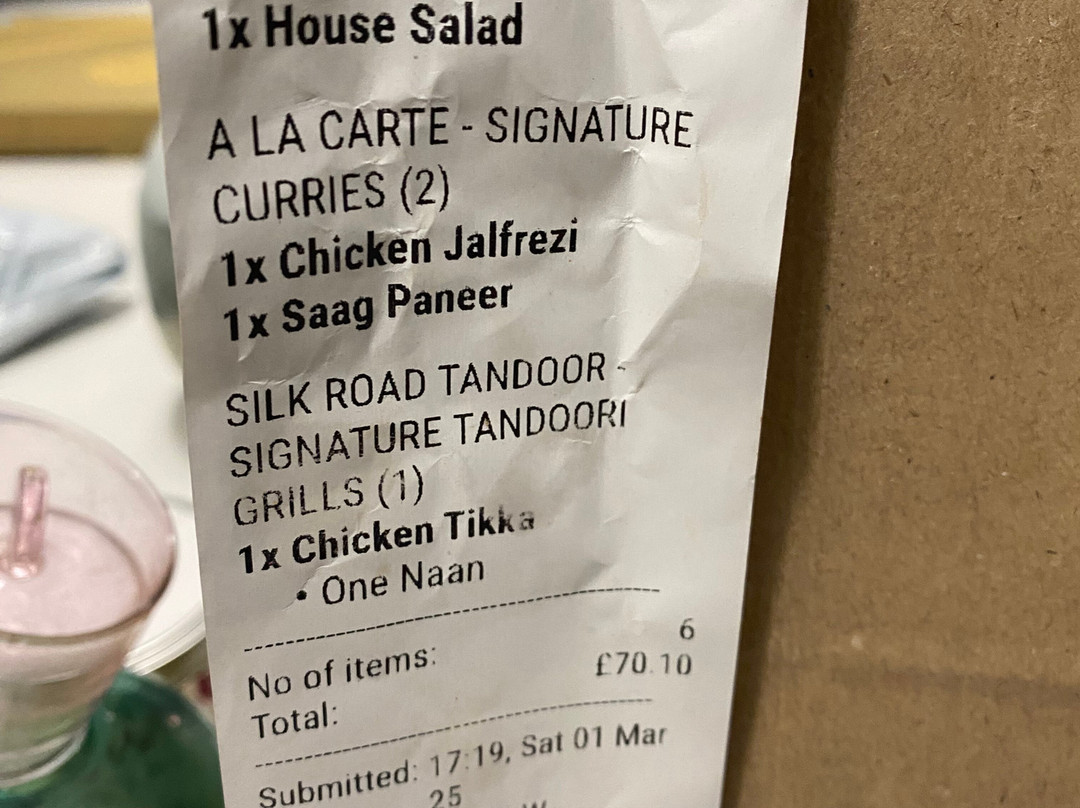 1x House Salad
A LA CARTE - SIGNATURE
CURRIES (2)
1x Chicken Jalfrezi
1x Saag Paneer
SILK ROAD TANDOOR -
SIGNATURE TANDOORI
GRILLS (1)
1x Chicken Tikka
• One Naan
No of items: 6
Total: £70.10
Submitted: 17:19, Sat 01 Mar
25